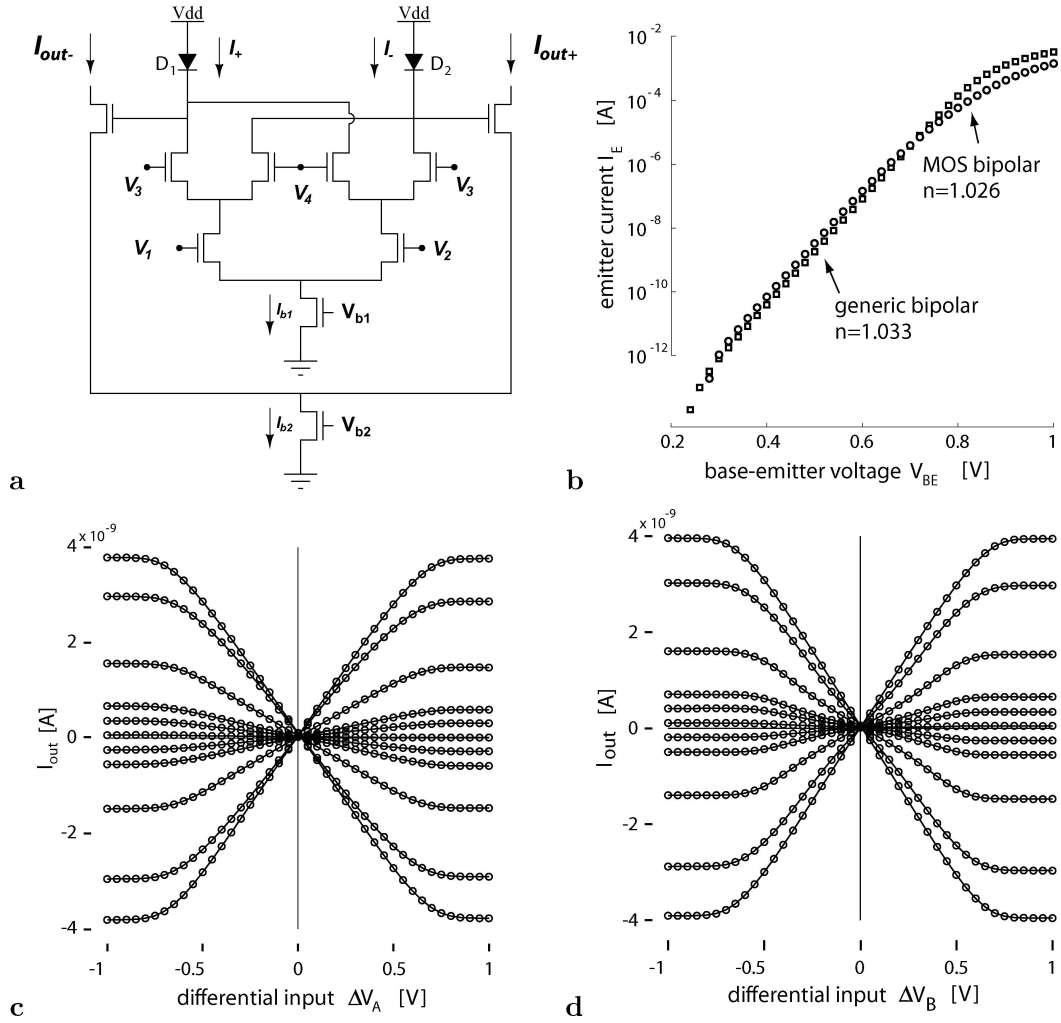 Vdd
Vdd
I_out-
I_+
I_-
I_out+
D_1
D_2
V_3
V_4
V_3
V_1
V_2
I_b1
V_b1
I_b2
V_b2
a
10^-2
10^-4
10^-6
10^-8
10^-10
10^-12
emitter current I_E [A]
MOS bipolar
n=1.026
generic bipolar
n=1.033
0.2
0.4
0.6
0.8
1
base-emitter voltage V_BE [V]
b
x 10^-9
4
2
0
-2
-4
I_out [A]
-1
-0.5
0
0.5
1
differential input ΔV_A [V]
c
x 10^-9
4
2
0
-2
-4
I_out [A]
-1
-0.5
0
0.5
1
differential input ΔV_B [V]
d